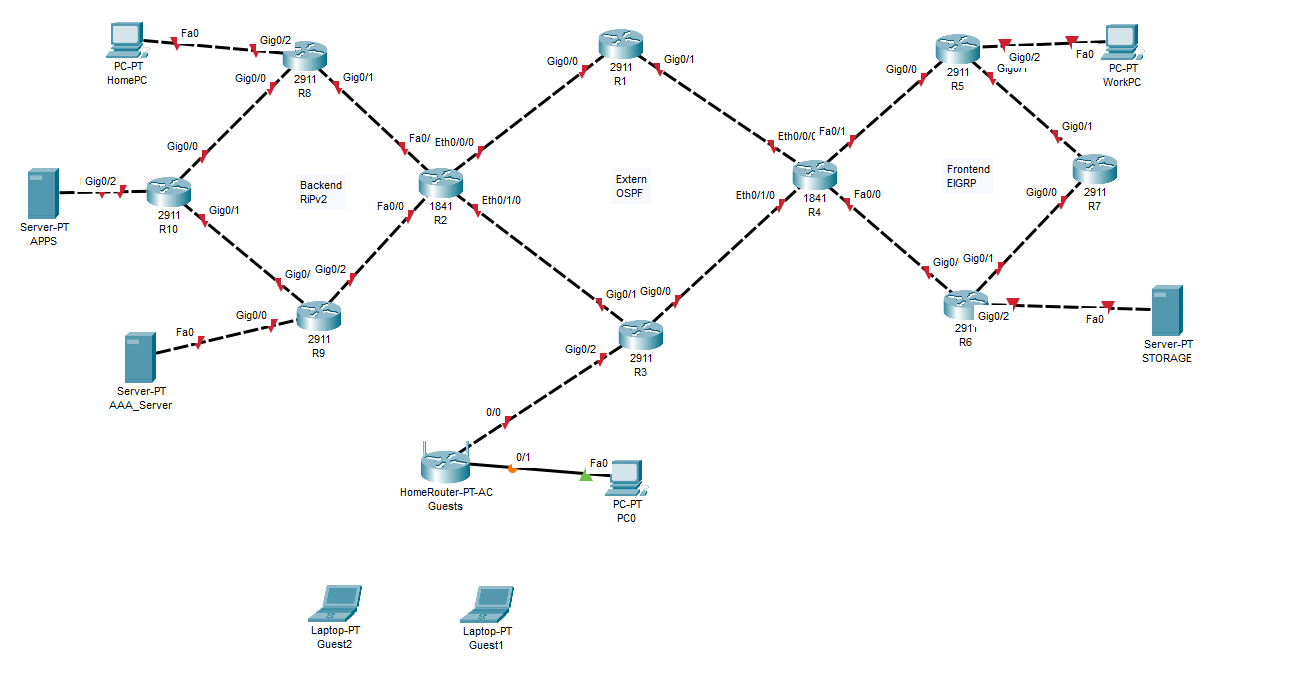 Fa0
PC-PT
HomePC
Gig0/2
2911
R8
Gig0/0
Gig0/1
Gig0/0
Gig0/2
2911
R10
Gig0/1
Server-PT
APPS
Backend
RiPv2
Fa0/
Eth0/0/0
1841
R2
Fa0/0
Eth0/1/0
Gig0/
Gig0/2
2911
R9
Gig0/0
Fa0
Server-PT
AAA_Server
Gig0/0
2911
R1
Gig0/1
Extern
OSPF
Eth0/0/0
Fa0/1
1841
R4
Eth0/1/0
Fa0/0
Gig0/1
Gig0/0
2911
R3
Gig0/2
0/0
HomeRouter-PT-AC
Guests
0/1
Fa0
PC-PT
PC0
Laptop-PT
Guest2
Laptop-PT
Guest1
Gig0/0
2911
R5
Gig0/2
Gig0/1
Fa0
PC-PT
WorkPC
Frontend
EIGRP
Gig0/1
Gig0/0
2911
R7
Gig0/
Gig0/1
Gig0/2
2911
R6
Fa0
Server-PT
STORAGE